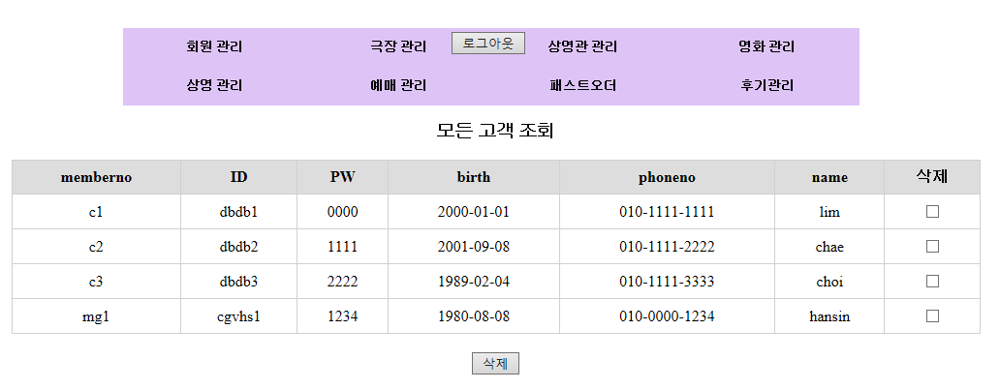 회원 관리 극장 관리 로그아웃 상영관 관리 영화 관리
상영 관리 예매 관리 패스트오더 후기관리
모든 고객 조회
memberno ID PW birth phoneno name 삭제
c1 dbdb1 0000 2000-01-01 010-1111-1111 lim
c2 dbdb2 1111 2001-09-08 010-1111-2222 chae
c3 dbdb3 2222 1989-02-04 010-1111-3333 choi
mg1 cgvhs1 1234 1980-08-08 010-0000-1234 hansin
삭제